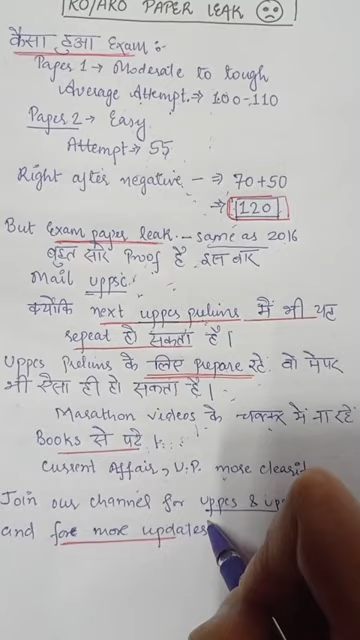 RO/ARO PAPER LEAK
कैसा हुआ Exam :-
Paper 1 → Moderate to tough
Average Attempt. ⇒ 100-110
Paper 2 → Easy
Attempt ⇒ 55
Right after negative - ⇒ 70+50
⇒ 120
But Exam paper leak. - same as 2016
बहुत सारे Proof है इस बार
Mail uppsc.
क्योंकि next uppcs prelims में भी यह
repeat हो सकता है।
Uppcs Prelims के लिए prepare रहे. वो पेपर
भी ऐसा ही हो सकता है।
Marathon videos के चक्कर में ना रहें
Books से पढ़े।
Current Affair, U.P. more
Join our channel for uppcs &
and for more updates